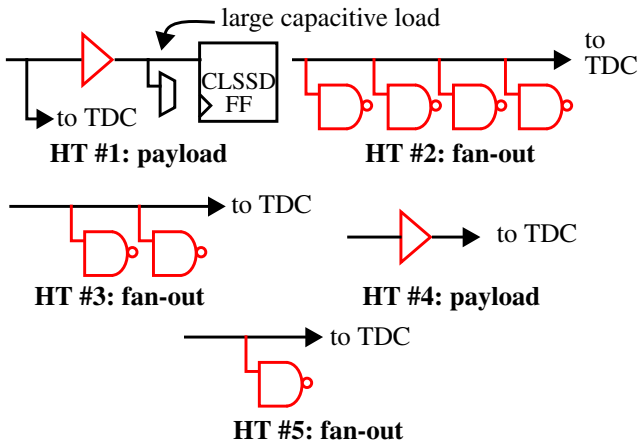 large capacitive load
CLSSD
FF
to TDC
HT #1: payload
to
TDC
HT #2: fan-out
to TDC
HT #3: fan-out
to TDC
HT #4: payload
to TDC
HT #5: fan-out